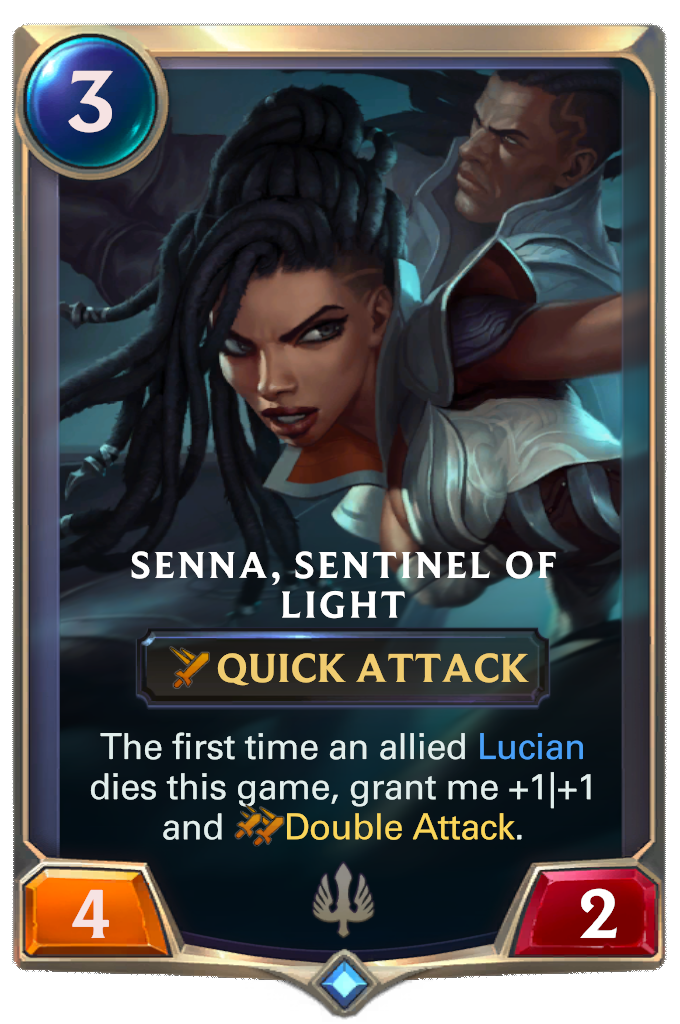 3
SENNA, SENTINEL OF
LIGHT
QUICK ATTACK
The first time an allied Lucian
dies this game, grant me +1|+1
and Double Attack.
4
2